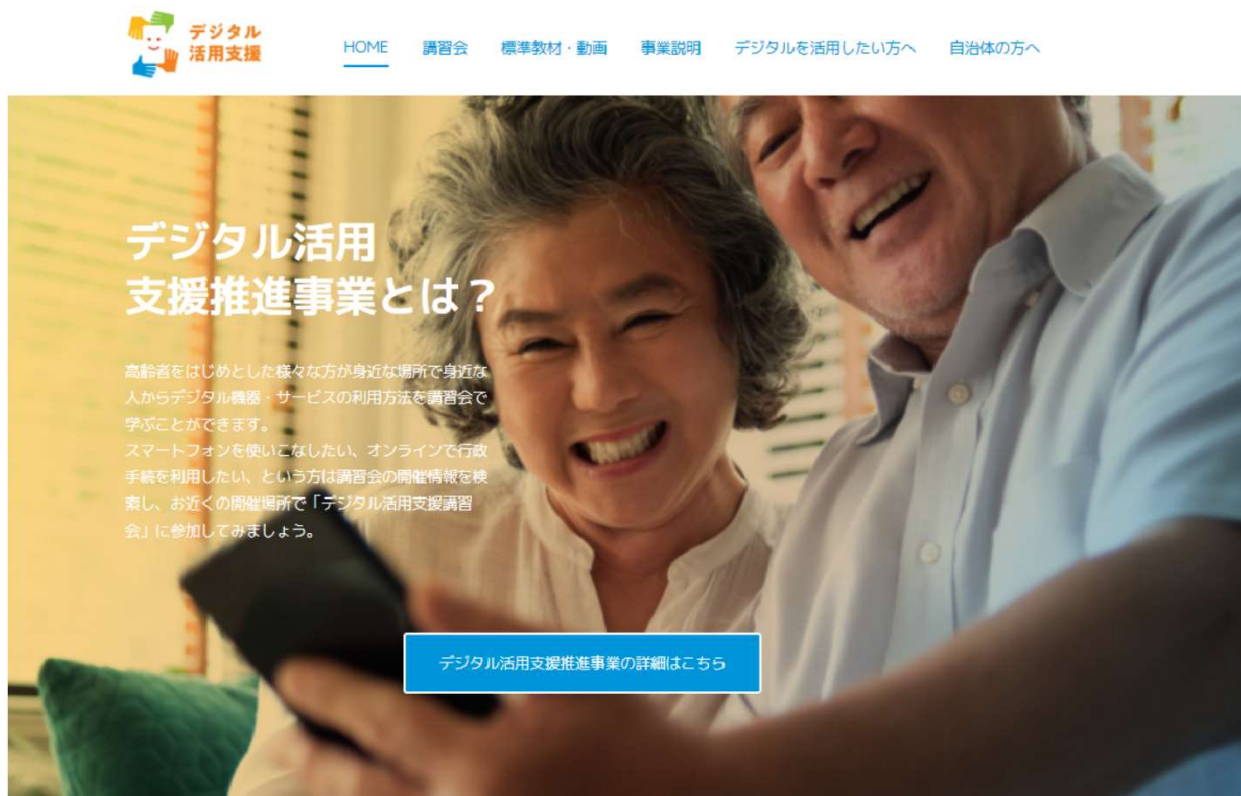 デジタル
活用支援
HOME 講習会 標準教材・動画 事業説明 デジタルを活用したい方へ 自治体の方へ
デジタル活用
支援推進事業とは？
高齢者をはじめとした様々な方が身近な場所で身近な
人からデジタル機器・サービスの利用方法を講習会で
学ぶことができます。
スマートフォンを使いこなしたい、オンラインで行政
手続を利用したい、という方は講習会の開催情報を検
索し、お近くの開催場所で「デジタル活用支援講習
会」に参加してみましょう。
デジタル活用支援推進事業の詳細はこちら